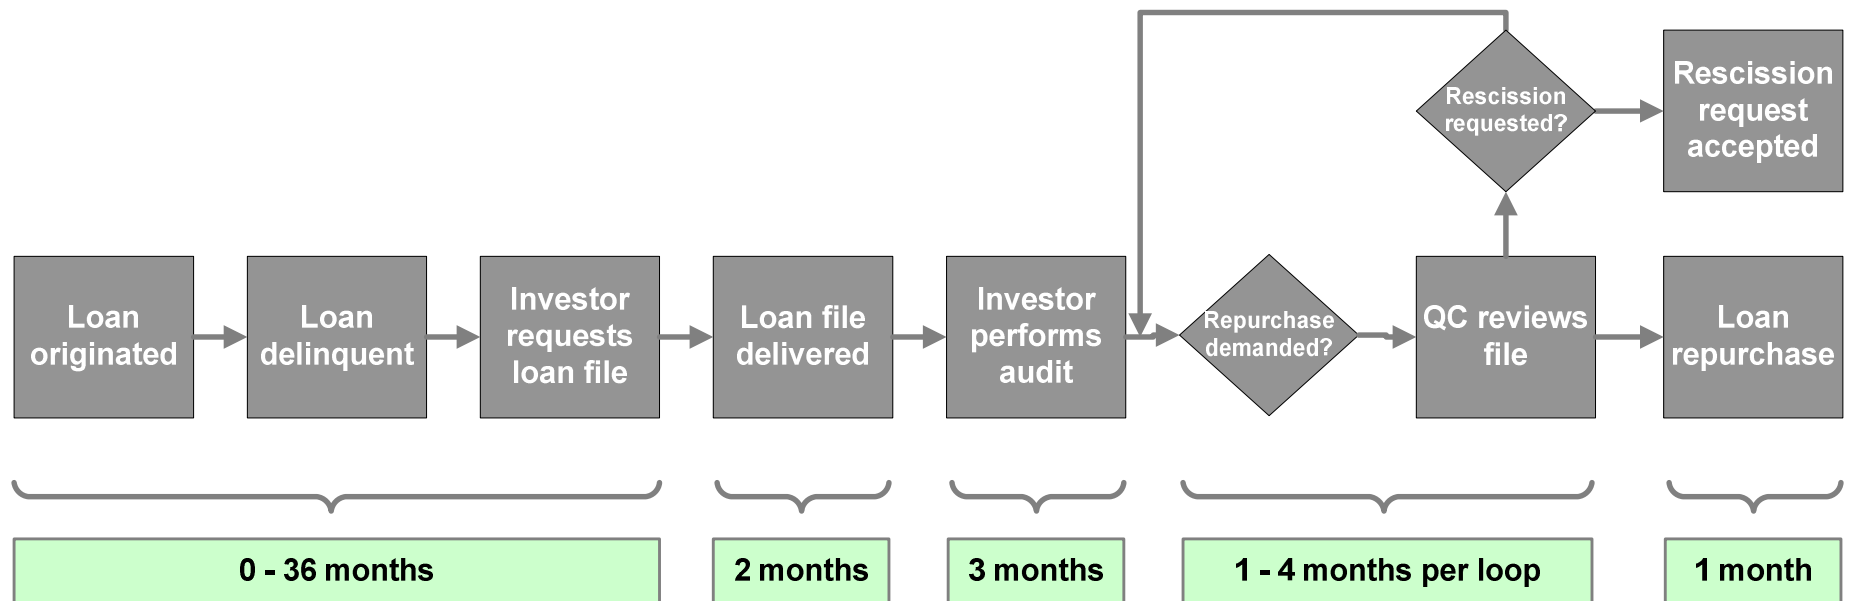 Rescission
requested?
Rescission
request
accepted
Loan
originated
Loan
delinquent
Investor
requests
loan file
Loan file
delivered
Investor
performs
audit
Repurchase
demanded?
QC reviews
file
Loan
repurchase
0 - 36 months
2 months
3 months
1 - 4 months per loop
1 month